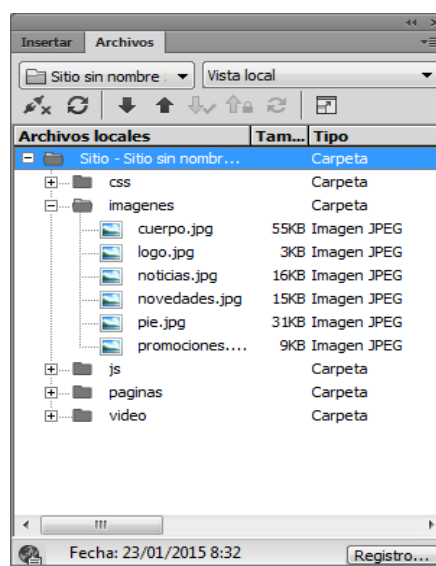 Insertar Archivos
Sitio sin nombre Vista local
Archivos locales Tam... Tipo
Sitio - Sitio sin nombr... Carpeta
css Carpeta
imagenes Carpeta
cuerpo.jpg 55KB Imagen JPEG
logo.jpg 3KB Imagen JPEG
noticias.jpg 16KB Imagen JPEG
novedades.jpg 15KB Imagen JPEG
pie.jpg 31KB Imagen JPEG
promociones.... 9KB Imagen JPEG
js Carpeta
paginas Carpeta
video Carpeta
Fecha: 23/01/2015 8:32 Registro...